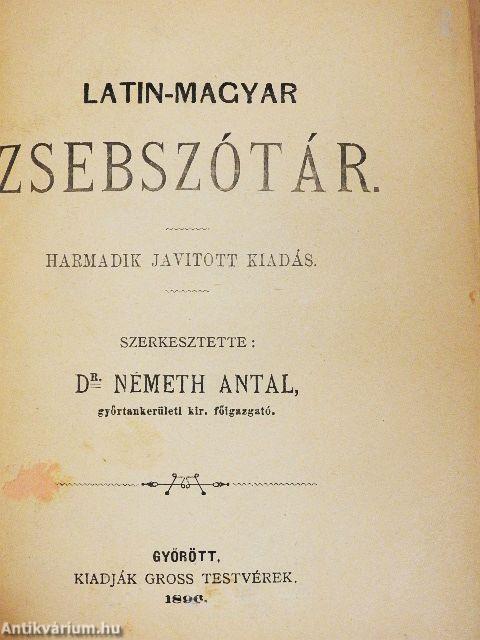 LATIN-MAGYAR
ZSEBSZÓTÁR.
HARMADIK JAVITOTT KIADÁS.
SZERKESZTETTE:
DR. NÉMETH ANTAL,
győrtankerületi kir. főigazgató.
GYŐRÖTT,
KIADJÁK GROSS TESTVÉREK.
1896.
Antikvárium.hu